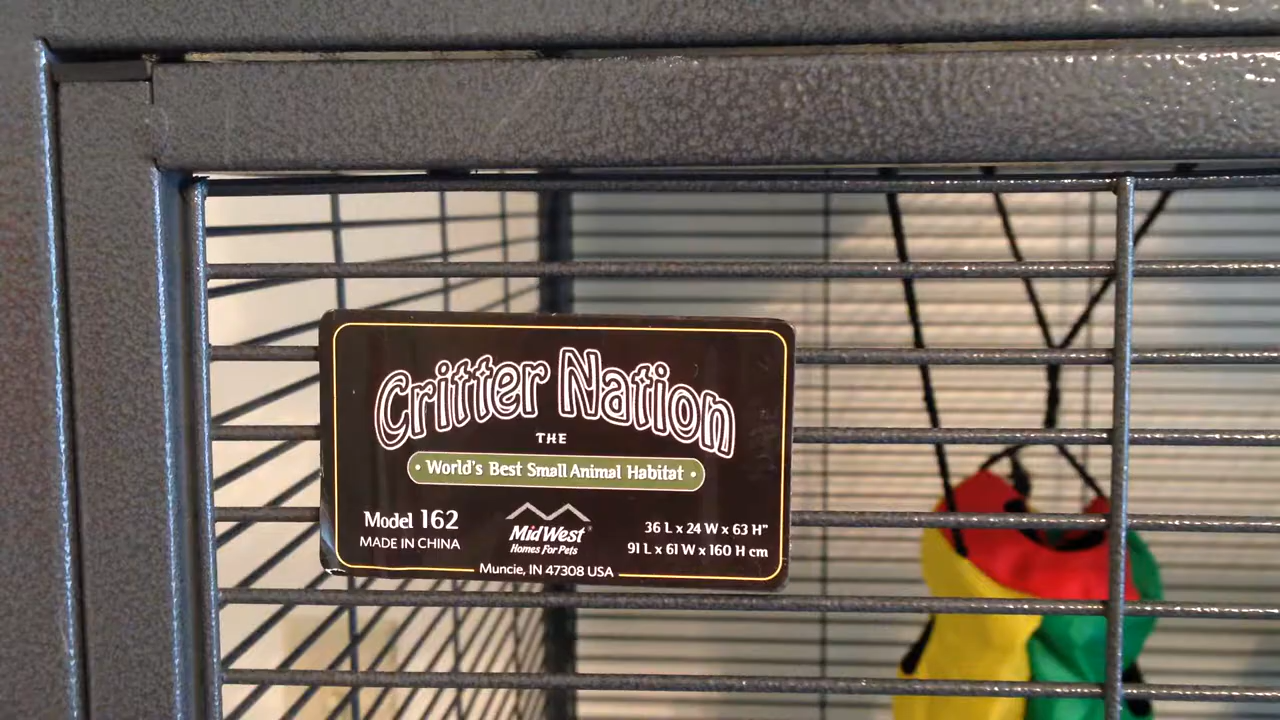 Critter Nation
THE
• World's Best Small Animal Habitat •
Model 162
MADE IN CHINA
MidWest®
Homes For Pets
36 L x 24 W x 63 H"
91 L x 61 W x 160 H cm
Muncie, IN 47308 USA